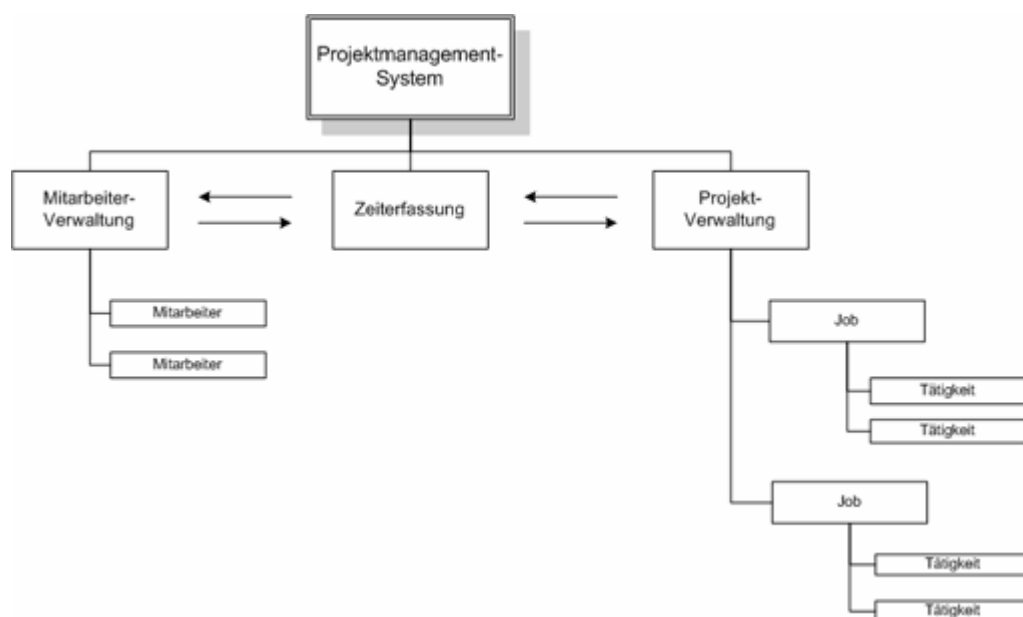 Projektmanagement-
System
Mitarbeiter-
Verwaltung
Zeiterfassung
Projekt-
Verwaltung
Mitarbeiter
Mitarbeiter
Job
Tätigkeit
Tätigkeit
Job
Tätigkeit
Tätigkeit